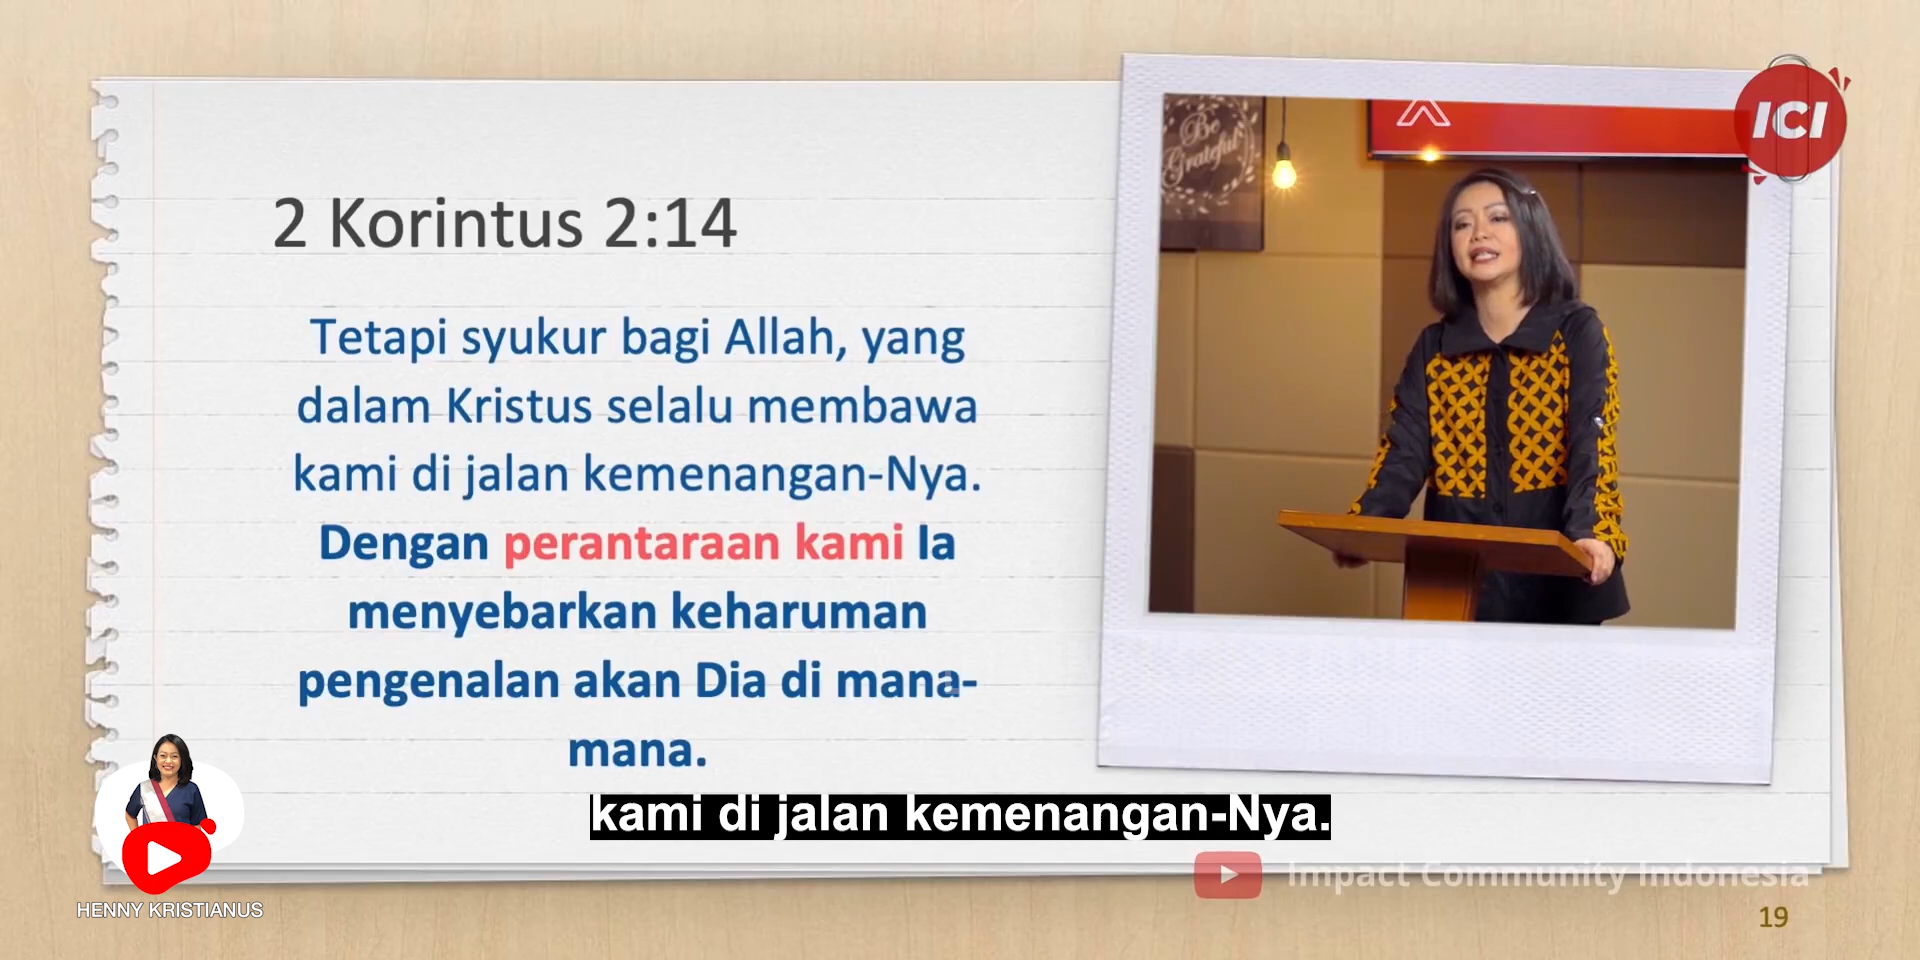 Be
Grateful
ICI
2 Korintus 2:14
Tetapi syukur bagi Allah, yang
dalam Kristus selalu membawa
kami di jalan kemenangan-Nya.
Dengan perantaraan kami Ia
menyebarkan keharuman
pengenalan akan Dia di mana-
mana.
kami di jalan kemenangan-Nya.
Impact Community Indonesia
HENNY KRISTIANUS
19